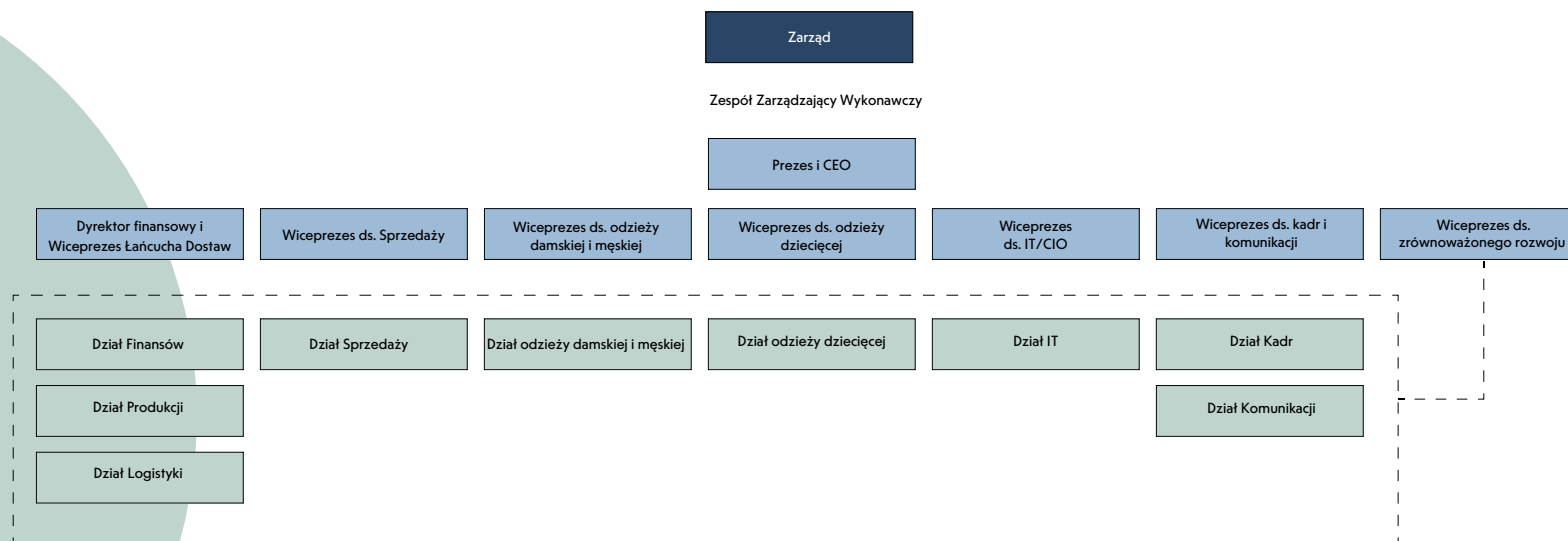 Zarząd
Zespół Zarządzający Wykonawczy
Prezes i CEO
Dyrektor finansowy i
Wiceprezes Łańcucha Dostaw
Wiceprezes ds. Sprzedaży
Wiceprezes ds. odzieży
damskiej i męskiej
Wiceprezes ds. odzieży
dziecięcej
Wiceprezes
ds. IT/CIO
Wiceprezes ds. kadr i
komunikacji
Wiceprezes ds.
zrównoważonego rozwoju
Dział Finansów
Dział Sprzedaży
Dział odzieży damskiej i męskiej
Dział odzieży dziecięcej
Dział IT
Dział Kadr
Dział Produkcji
Dział Komunikacji
Dział Logistyki